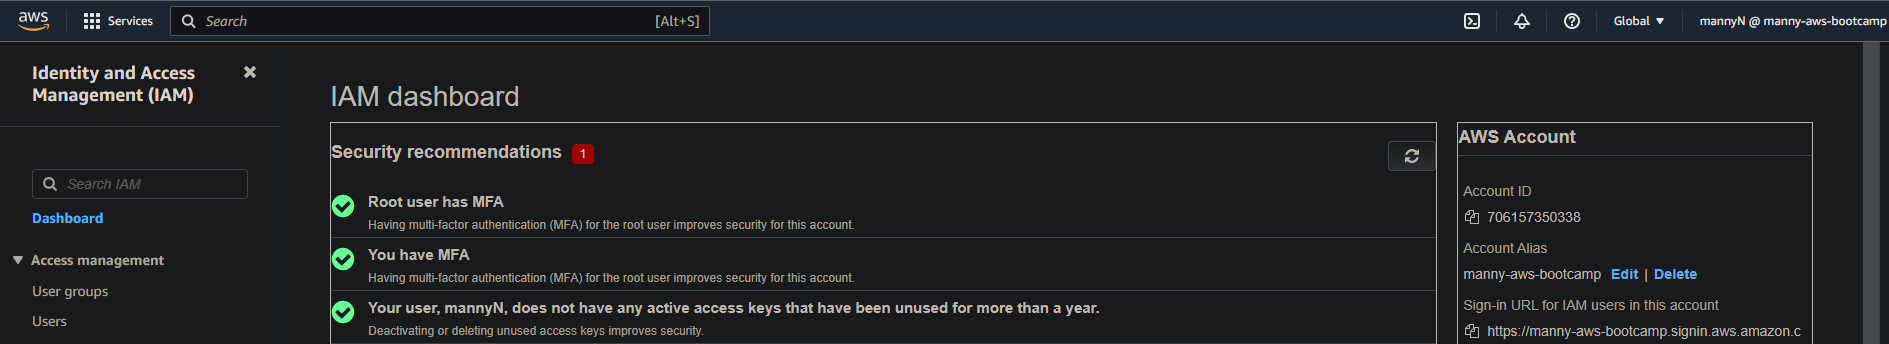 aws
Services
Search
[Alt+S]
Global
mannyN @ manny-aws-bootcamp
Identity and Access
Management (IAM)
Search IAM
Dashboard
Access management
User groups
Users
IAM dashboard
Security recommendations 1
Root user has MFA
Having multi-factor authentication (MFA) for the root user improves security for this account.
You have MFA
Having multi-factor authentication (MFA) for the root user improves security for this account.
Your user, mannyN, does not have any active access keys that have been unused for more than a year.
Deactivating or deleting unused access keys improves security.
AWS Account
Account ID
706157350338
Account Alias
manny-aws-bootcamp Edit | Delete
Sign-in URL for IAM users in this account
https://manny-aws-bootcamp.signin.aws.amazon.c